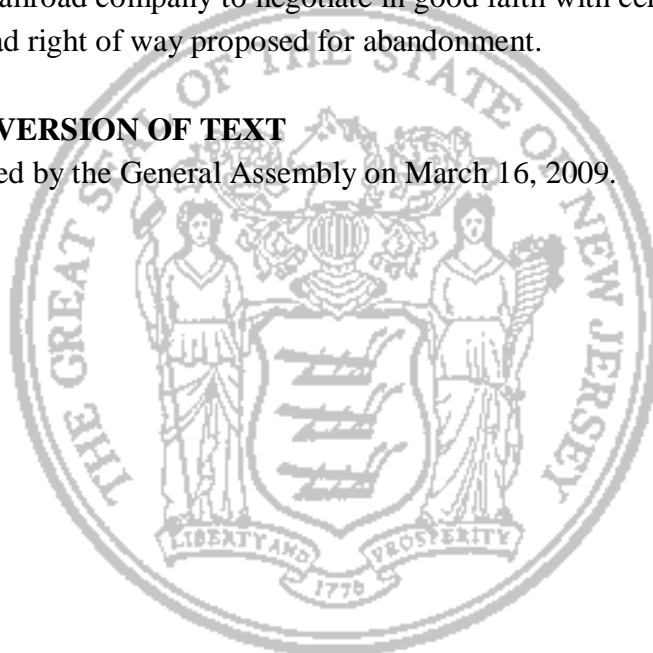 ailroad company to negotiate in good faith with cer
ad right of way proposed for abandonment.
VERSION OF TEXT
ed by the General Assembly on March 16, 2009.
THE GREAT SEAL OF THE STATE OF NEW JERSEY
LIBERTY AND PROSPERITY
1776